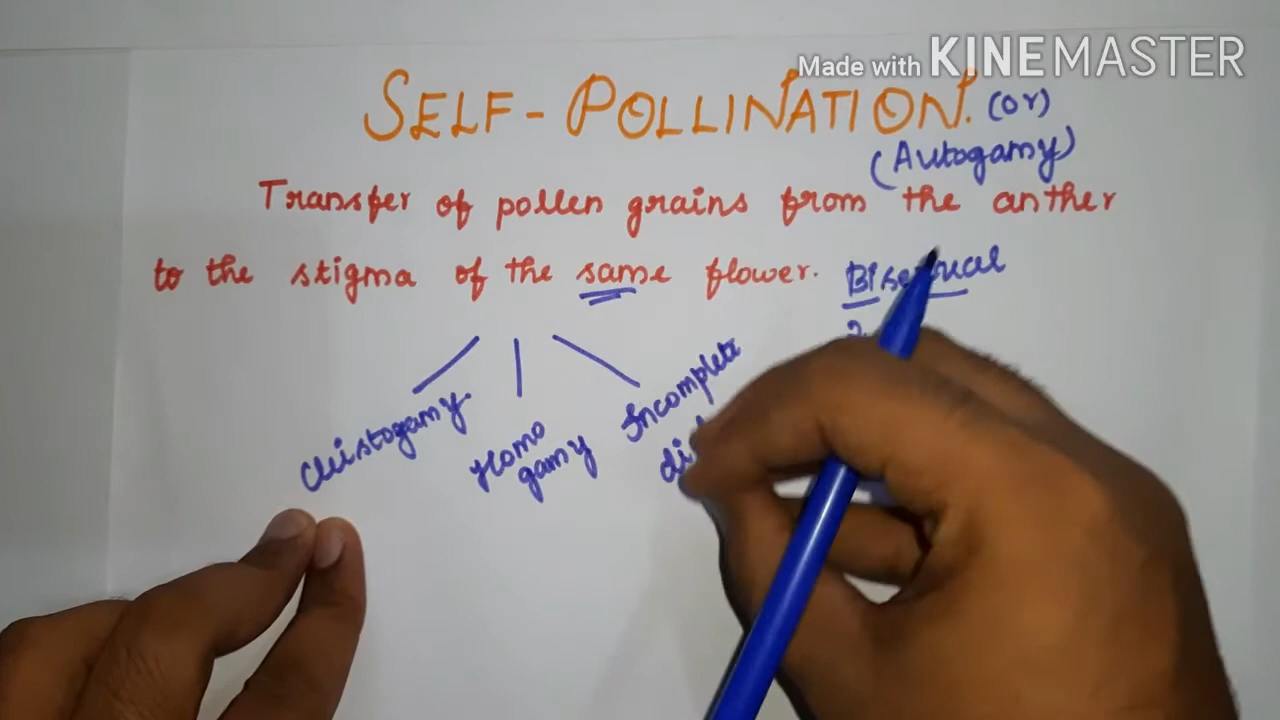 Made with KINEMASTER
SELF-POLLINATION. (or)
(Autogamy)
Transfer of pollen grains from the anther
to the stigma of the same flower. Bisexual
Cleistogamy.
Homo
gamy
Incomplete